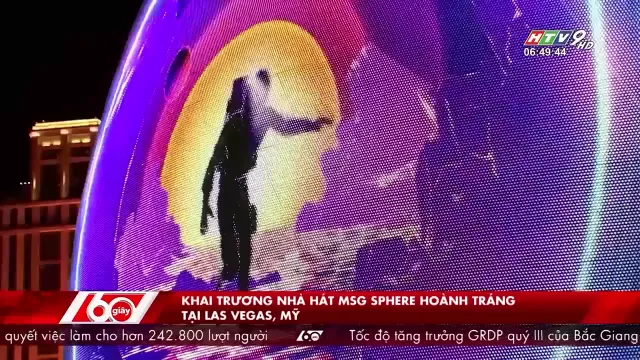 HTV9 HD
06:49:44
60 giây
KHAI TRƯƠNG NHÀ HÁT MSG SPHERE HOÀNH TRÁNG
TẠI LAS VEGAS, MỸ
quyết việc làm cho hơn 242.800 lượt người 60 Tốc độ tăng trưởng GRDP quý III của Bắc Giang